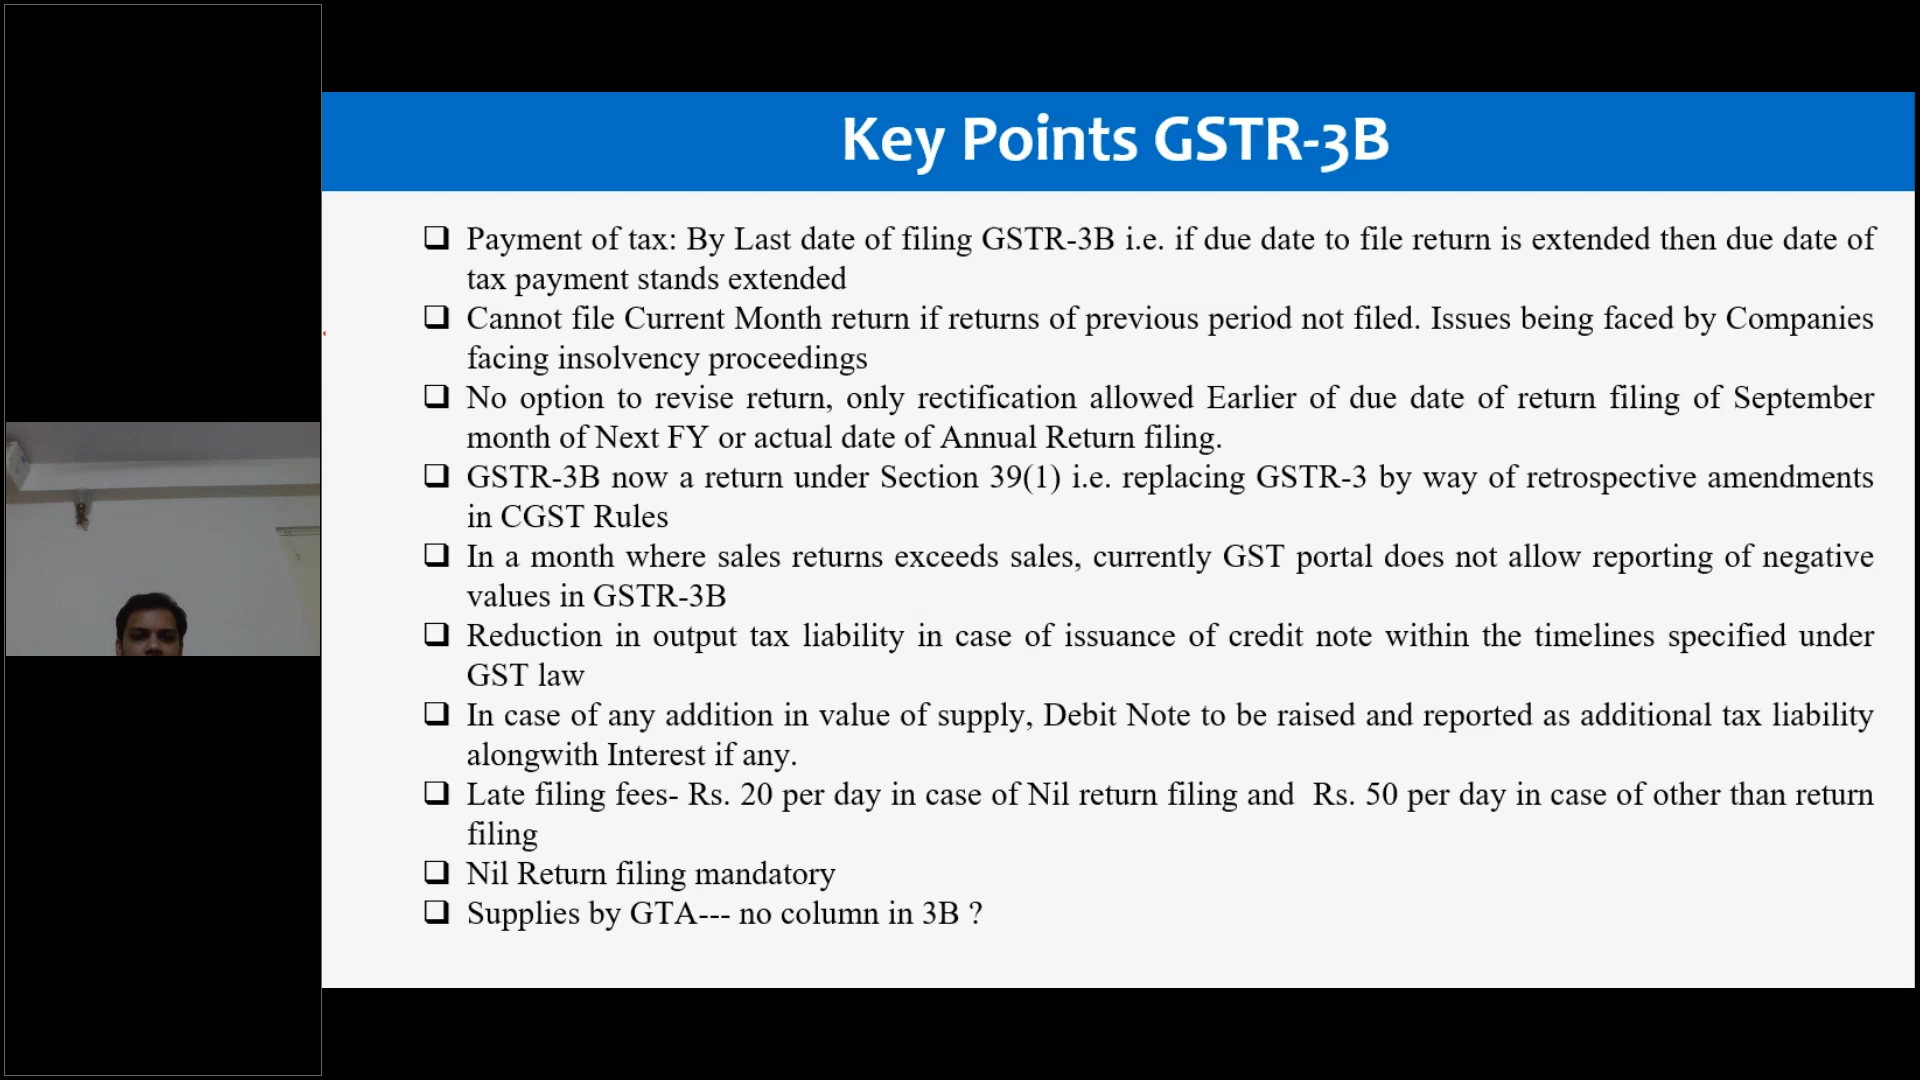 Key Points GSTR-3B
Payment of tax: By Last date of filing GSTR-3B i.e. if due date to file return is extended then due date of
tax payment stands extended
Cannot file Current Month return if returns of previous period not filed. Issues being faced by Companies
facing insolvency proceedings
No option to revise return, only rectification allowed Earlier of due date of return filing of September
month of Next FY or actual date of Annual Return filing.
GSTR-3B now a return under Section 39(1) i.e. replacing GSTR-3 by way of retrospective amendments
in CGST Rules
In a month where sales returns exceeds sales, currently GST portal does not allow reporting of negative
values in GSTR-3B
Reduction in output tax liability in case of issuance of credit note within the timelines specified under
GST law
In case of any addition in value of supply, Debit Note to be raised and reported as additional tax liability
alongwith Interest if any.
Late filing fees- Rs. 20 per day in case of Nil return filing and Rs. 50 per day in case of other than return
filing
Nil Return filing mandatory
Supplies by GTA--- no column in 3B ?